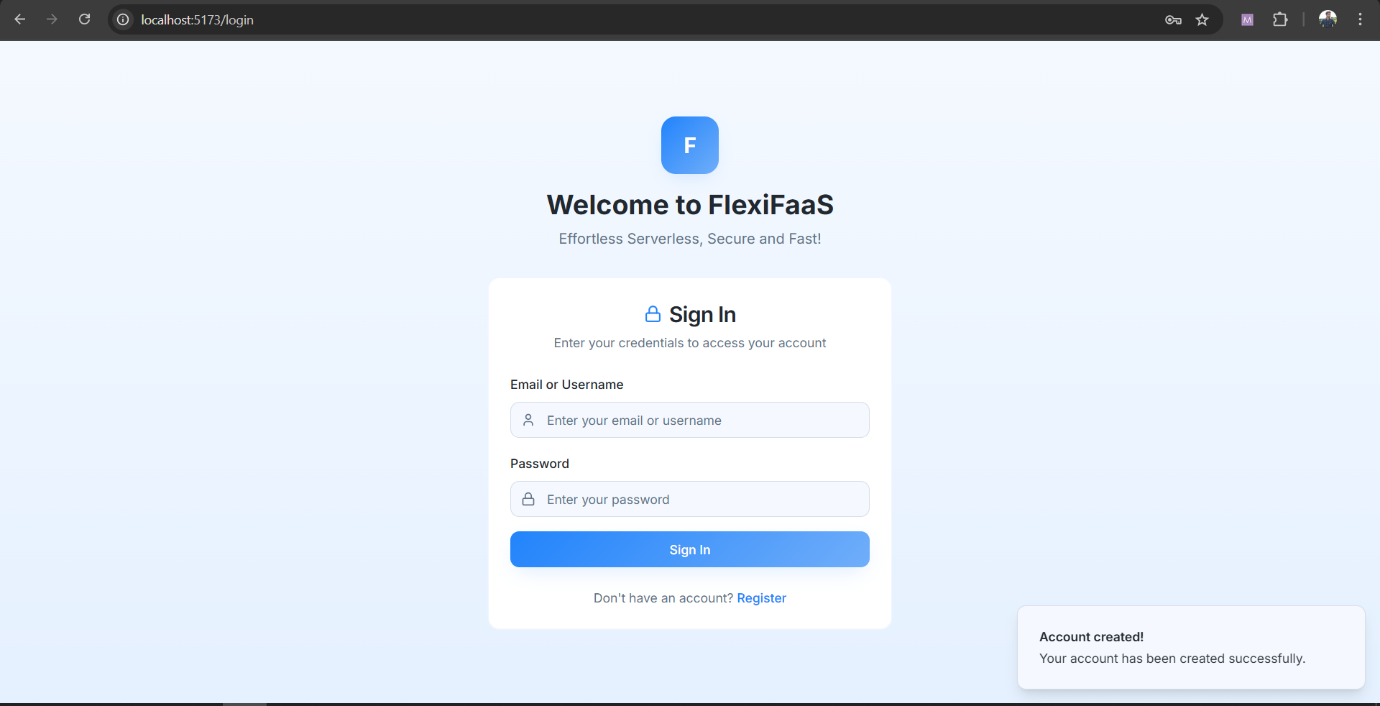 localhost:5173/login
M
F
Welcome to FlexiFaaS
Effortless Serverless, Secure and Fast!
Sign In
Enter your credentials to access your account
Email or Username
Enter your email or username
Password
Enter your password
Sign In
Don't have an account? Register
Account created!
Your account has been created successfully.